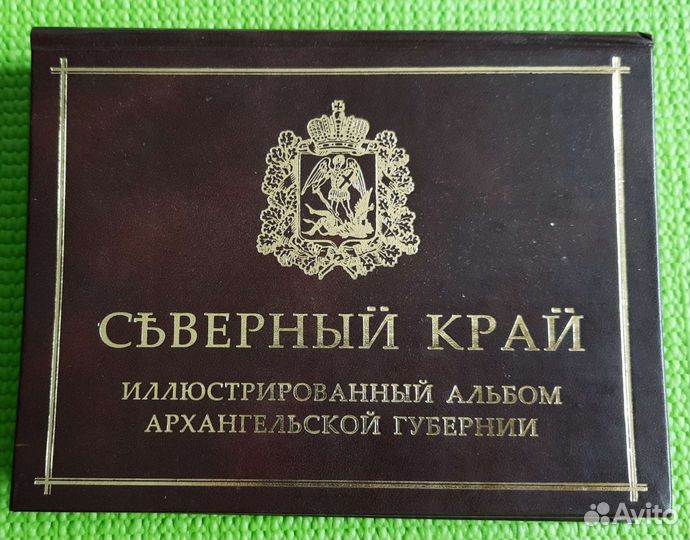 СѢВЕРНЫЙ КРАЙ
ИЛЛЮСТРИРОВАННЫЙ АЛЬБОМ
АРХАНГЕЛЬСКОЙ ГУБЕРНИИ
Avito